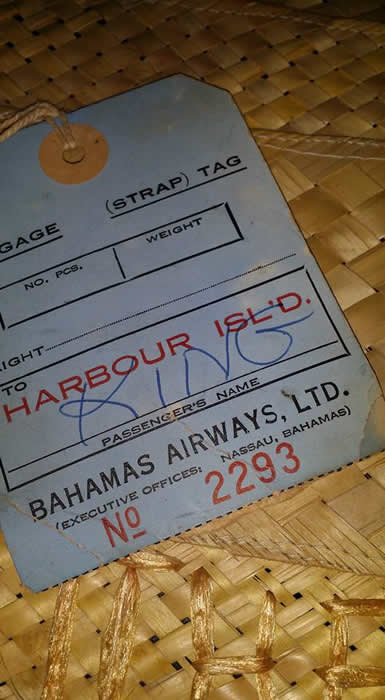 GAGE (STRAP) TAG
NO. PCS. WEIGHT
IGHT
TO HARBOUR ISL'D.
KING
PASSENGER'S NAME
BAHAMAS AIRWAYS, LTD.
(EXECUTIVE OFFICES: NASSAU, BAHAMAS)
Nº 2293